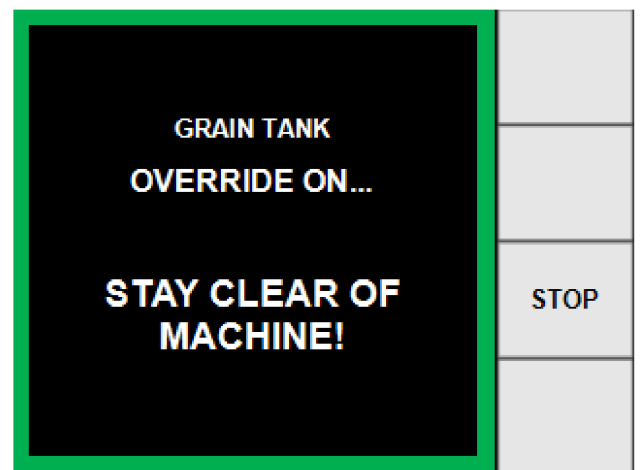 GRAIN TANK
OVERRIDE ON...
STAY CLEAR OF
MACHINE!
STOP